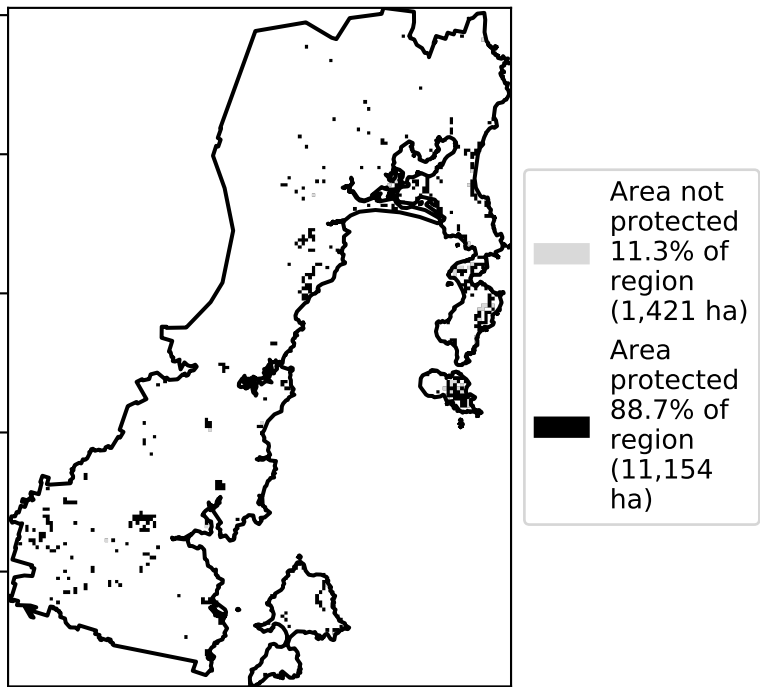 Area not
protected
11.3% of
region
(1,421 ha)
Area
protected
88.7% of
region
(11,154
ha)